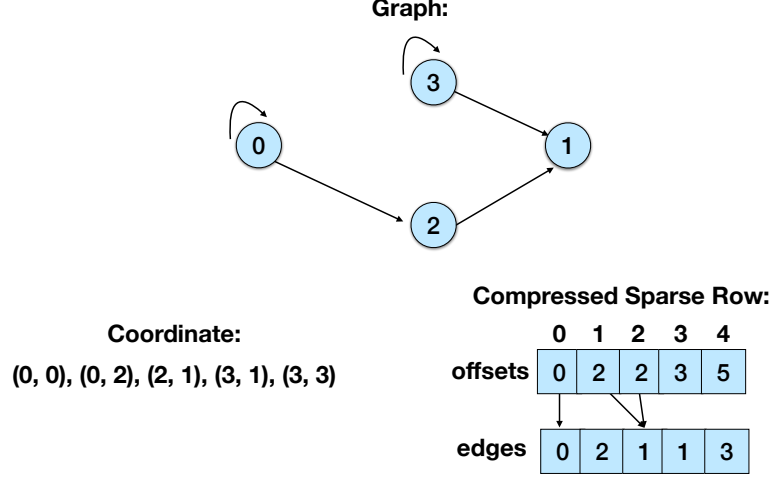 Graph:
3
0
1
2
Compressed Sparse Row:
Coordinate:
0 1 2 3 4
(0, 0), (0, 2), (2, 1), (3, 1), (3, 3)
offsets 0 2 2 3 5
edges 0 2 1 1 3